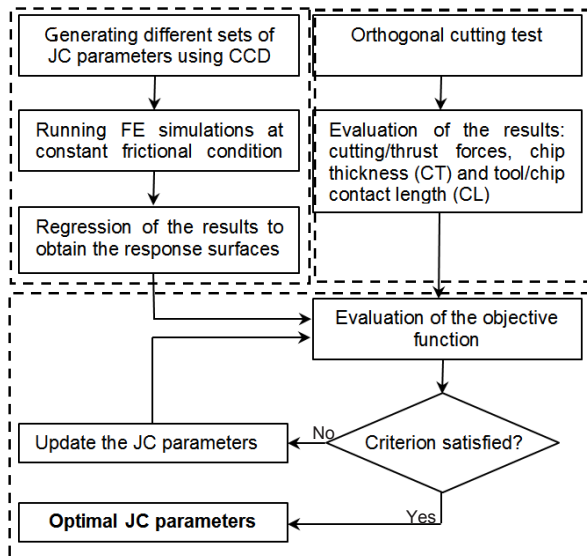 Generating different sets of
JC parameters using CCD
Orthogonal cutting test
Running FE simulations at
constant frictional condition
Evaluation of the results:
cutting/thrust forces, chip
thickness (CT) and tool/chip
contact length (CL)
Regression of the results to
obtain the response surfaces
Evaluation of the objective
function
Update the JC parameters
No
Criterion satisfied?
Optimal JC parameters
Yes